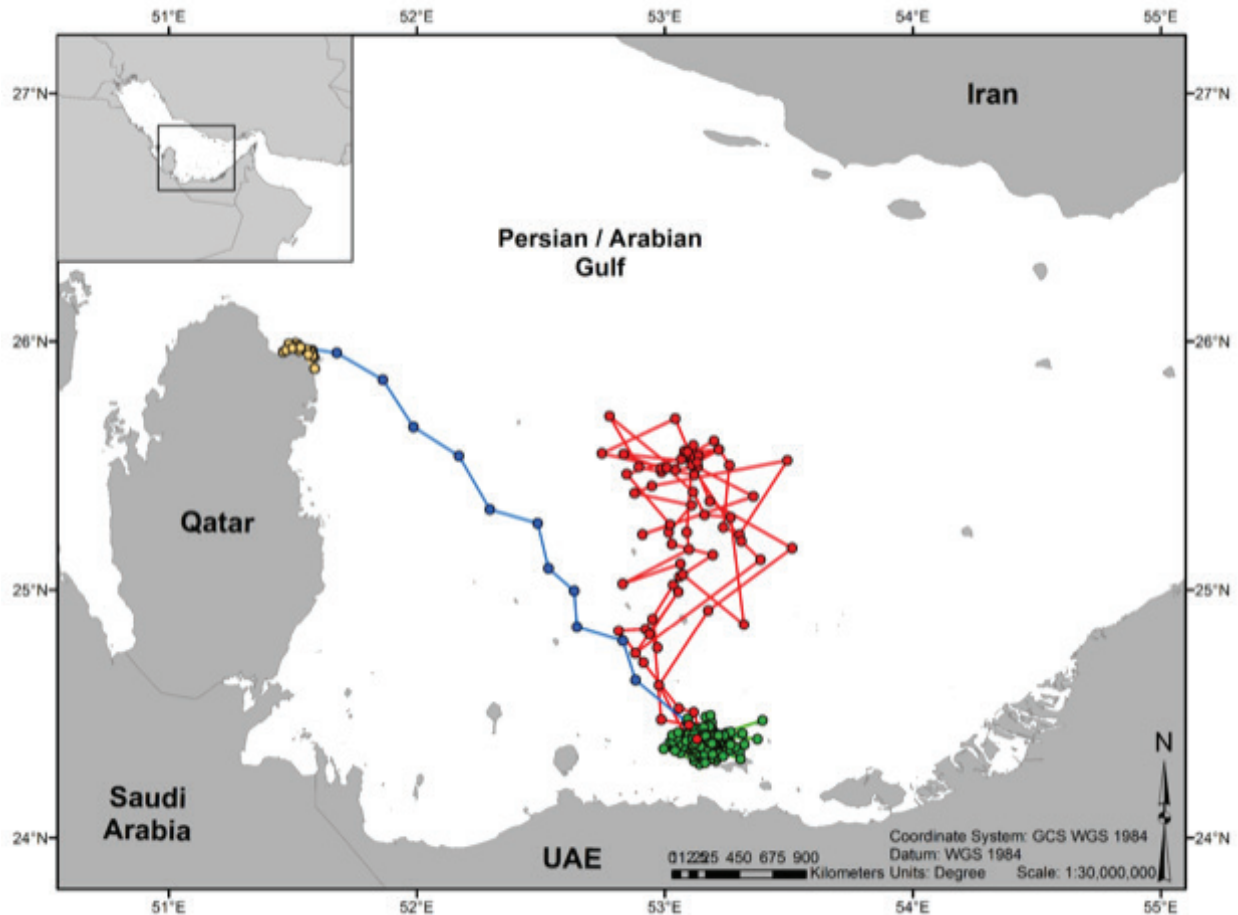 51°E 52°E 53°E 54°E 55°E
27°N 27°N
Iran
Persian / Arabian
Gulf
26°N 26°N
Qatar
25°N 25°N
Saudi
Arabia
N
24°N 24°N
UAE
Coordinate System: GCS WGS 1984
Datum: WGS 1984
450 675 900
Kilometers Units: Degree Scale: 1:30,000,000
51°E 52°E 53°E 54°E 55°E